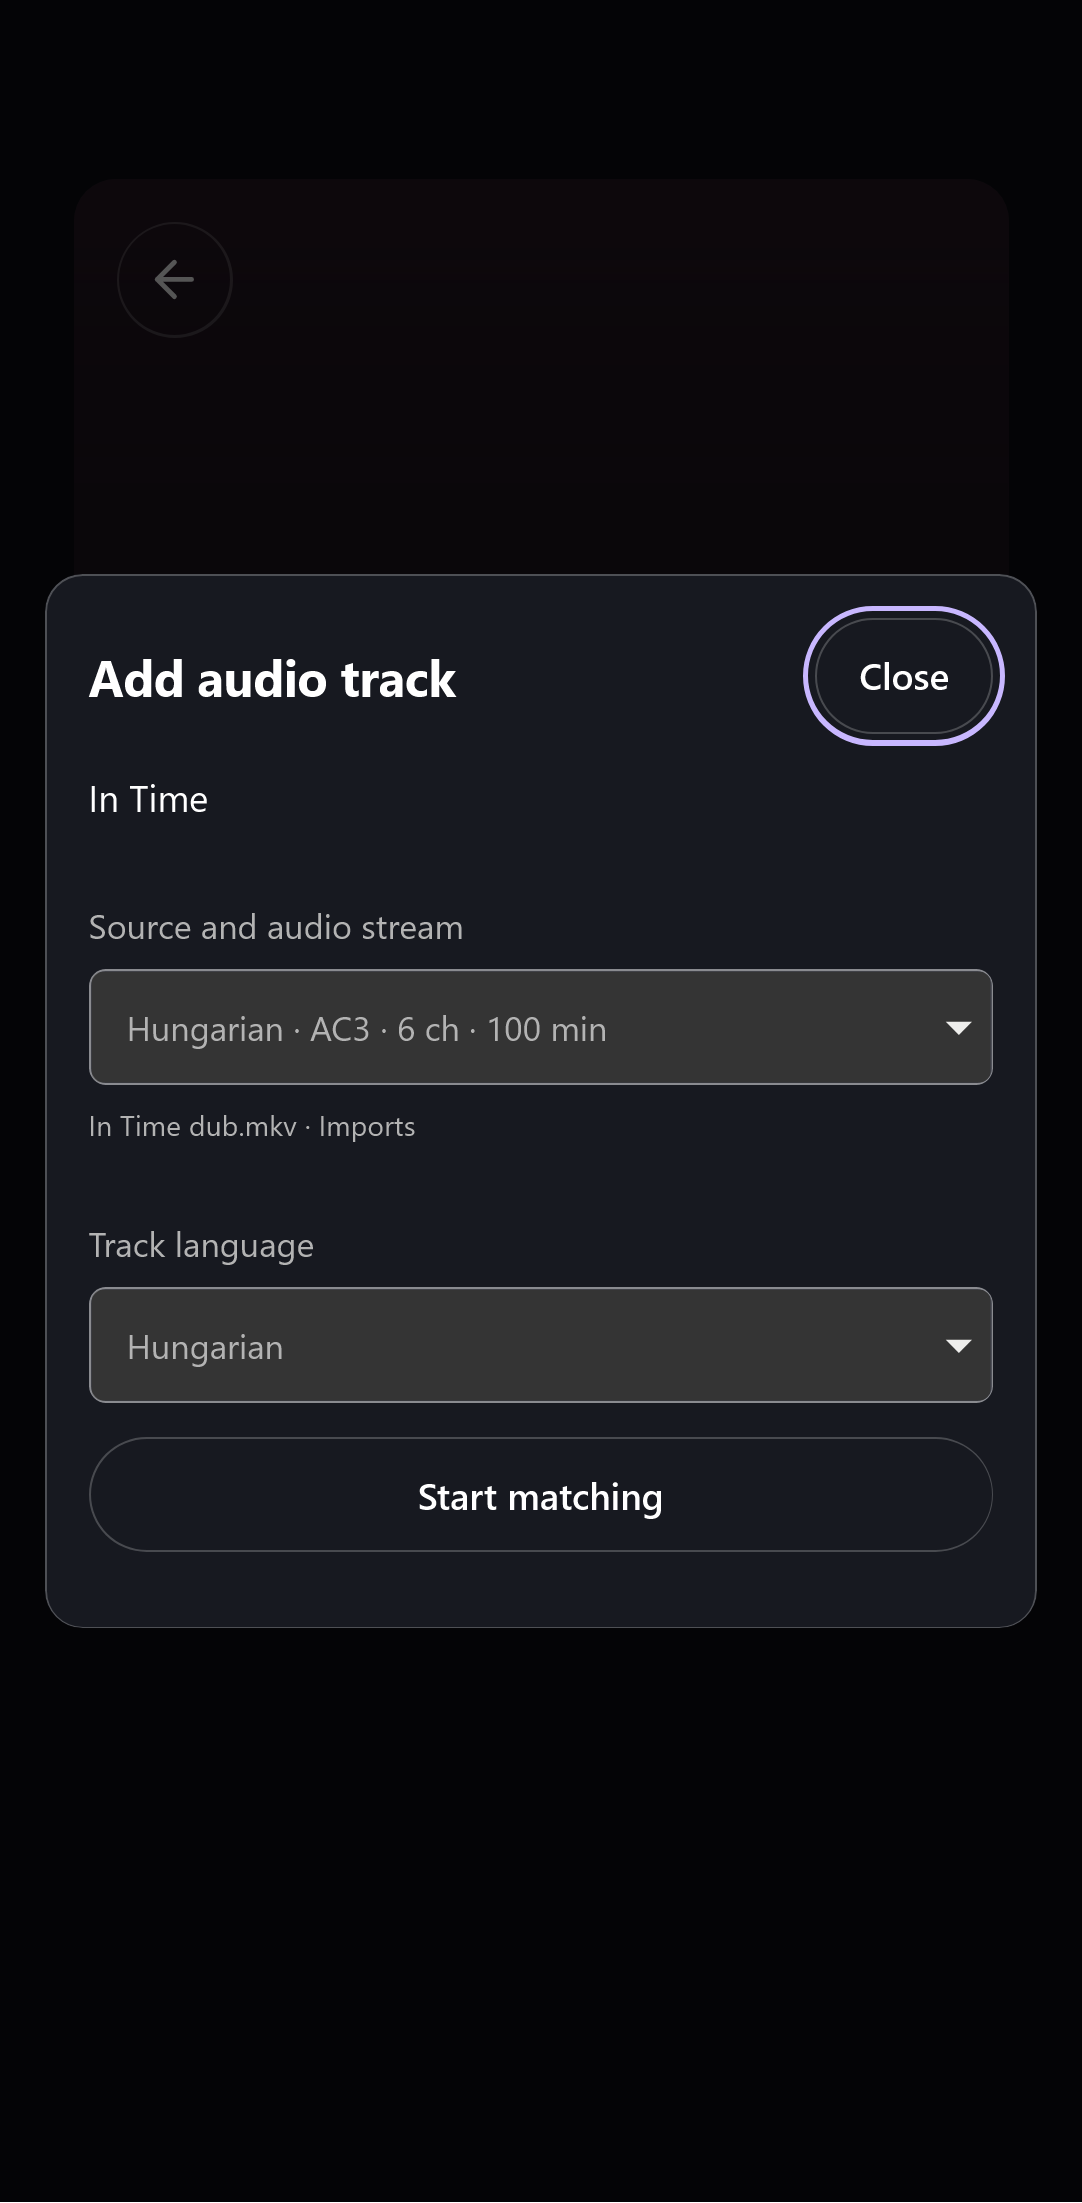 Add audio track
Close
In Time
Source and audio stream
Hungarian · AC3 · 6 ch · 100 min
In Time dub.mkv · Imports
Track language
Hungarian
Start matching